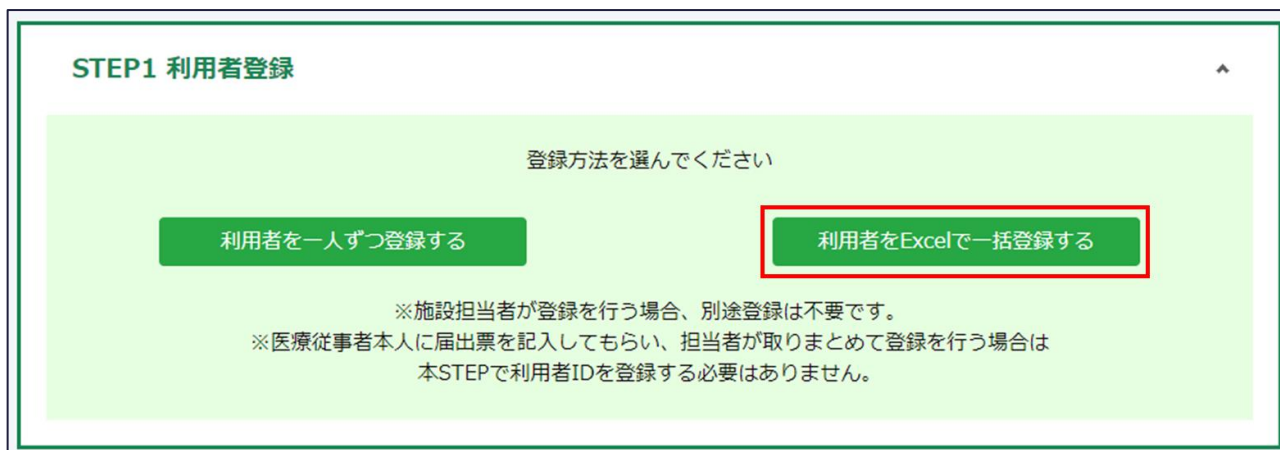 STEP1 利用者登録
登録方法を選んでください
利用者を一人ずつ登録する
利用者をExcelで一括登録する
※施設担当者が登録を行う場合、別途登録は不要です。
※医療従事者本人に届出票を記入してもらい、担当者が取りまとめて登録を行う場合は
本STEPで利用者IDを登録する必要はありません。